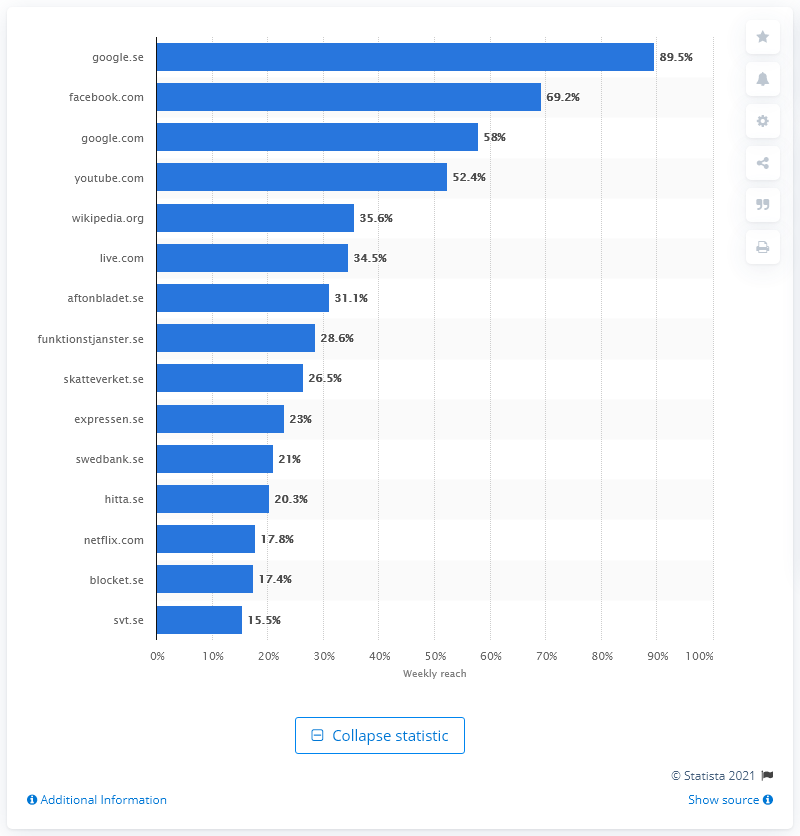 google.se 89.5%
facebook.com 69.2%
google.com 58%
youtube.com 52.4%
wikipedia.org 35.6%
live.com 34.5%
aftonbladet.se 31.1%
funktionstjanster.se 28.6%
skatteverket.se 26.5%
expressen.se 23%
swedbank.se 21%
hitta.se 20.3%
netflix.com 17.8%
blocket.se 17.4%
svt.se 15.5%
0% 10% 20% 30% 40% 50% 60% 70% 80% 90% 100%
Weekly reach
Collapse statistic
© Statista 2021
Additional Information Show source